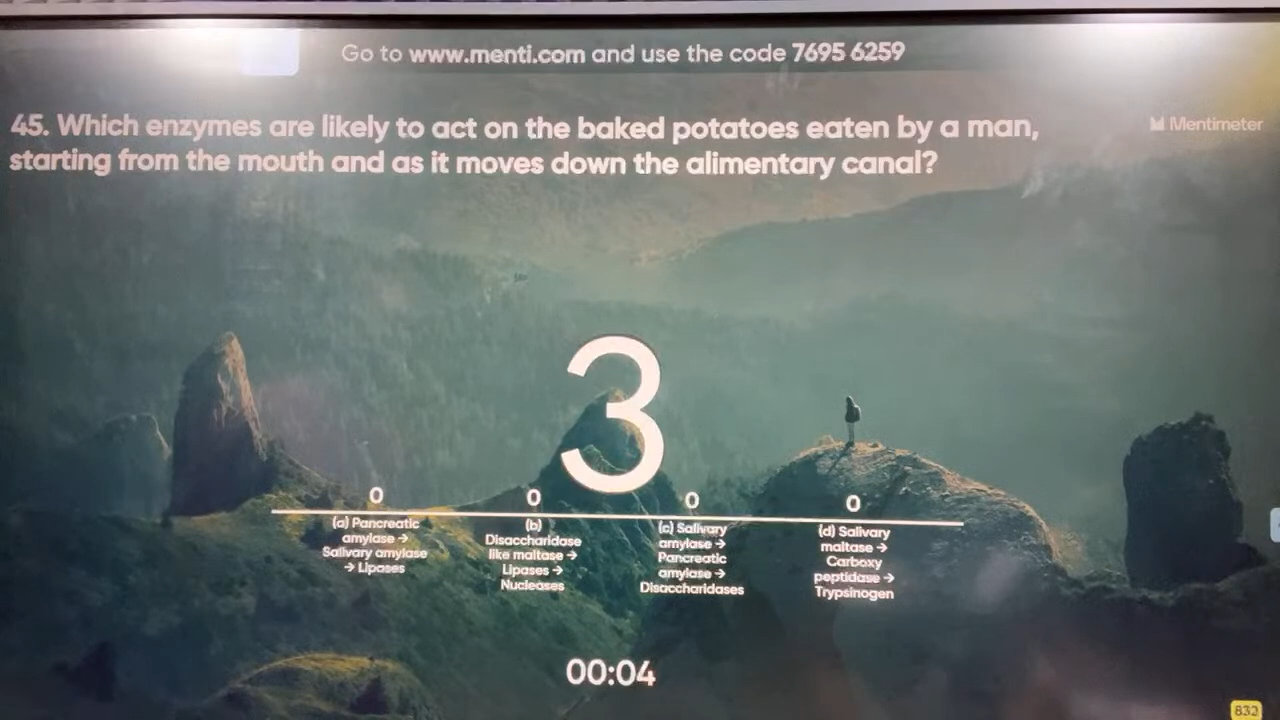 Go to www.menti.com and use the code 7695 6259
45. Which enzymes are likely to act on the baked potatoes eaten by a man,
starting from the mouth and as it moves down the alimentary canal?
Mentimeter
3
0
0
0
0
(a) Pancreatic
amylase →
Salivary amylase
→ Lipases
(b)
Disaccharidase
like maltase →
Lipases →
Nucleases
(c) Salivary
amylase →
Pancreatic
amylase →
Disaccharidases
(d) Salivary
maltase →
Carboxy
peptidase →
Trypsinogen
00:04
832